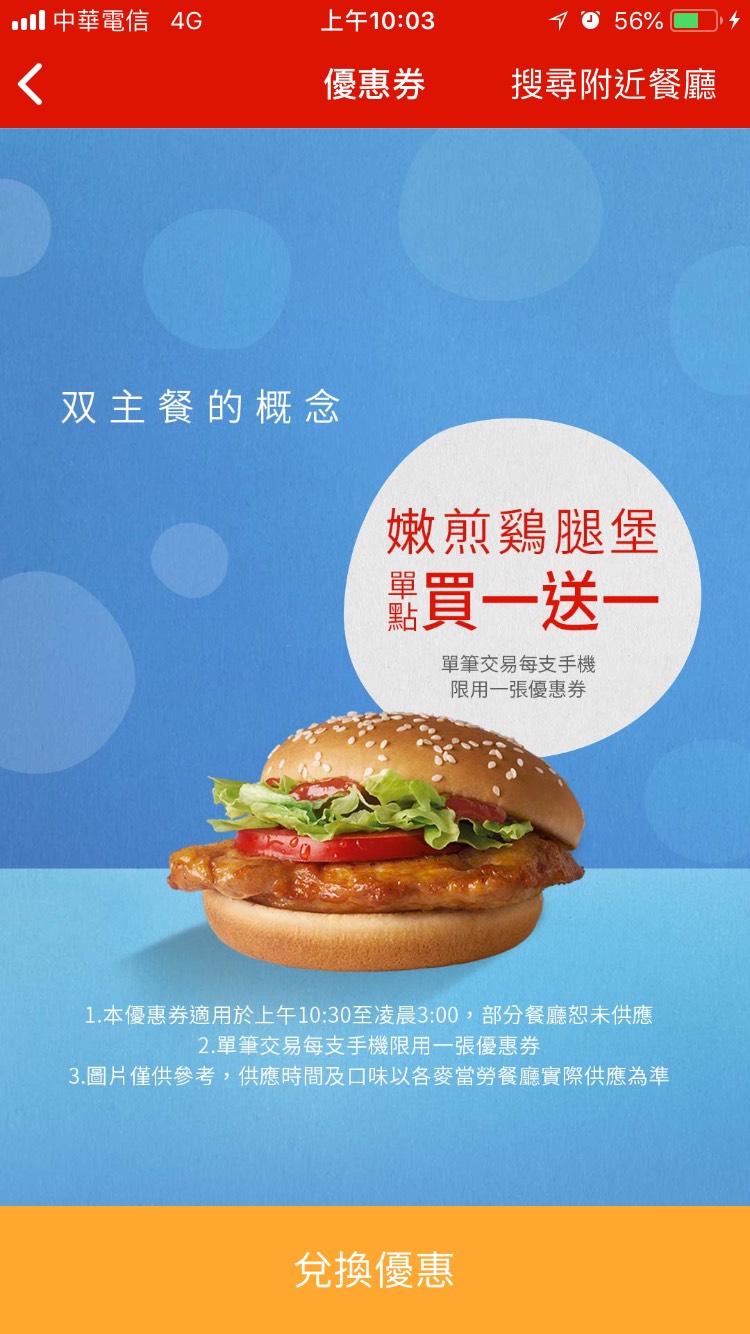 中華電信 4G 上午10:03 56%
優惠券 搜尋附近餐廳
双主餐的概念
嫩煎鷄腿堡
單點買一送一
單筆交易每支手機
限用一張優惠券
1.本優惠券適用於上午10:30至凌晨3:00，部分餐廳恕未供應
2.單筆交易每支手機限用一張優惠券
3.圖片僅供參考，供應時間及口味以各麥當勞餐廳實際供應為準
兌換優惠